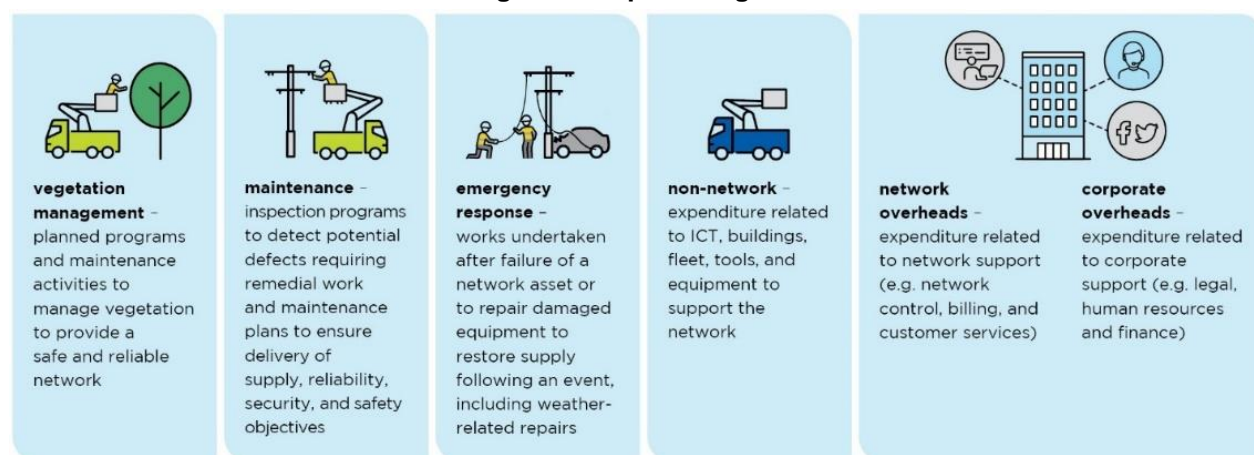 vegetation
management –
planned programs
and maintenance
activities to
manage vegetation
to provide a
safe and reliable
network
maintenance –
inspection programs
to detect potential
defects requiring
remedial work
and maintenance
plans to ensure
delivery of
supply, reliability,
security, and safety
objectives
emergency
response –
works undertaken
after failure of a
network asset or
to repair damaged
equipment to
restore supply
following an event,
including weather-
related repairs
non-network –
expenditure related
to ICT, buildings,
fleet, tools, and
equipment to
support the
network
network
overheads –
expenditure related
to network support
(e.g. network
control, billing, and
customer services)
corporate
overheads –
expenditure related
to corporate
support (e.g. legal,
human resources
and finance)